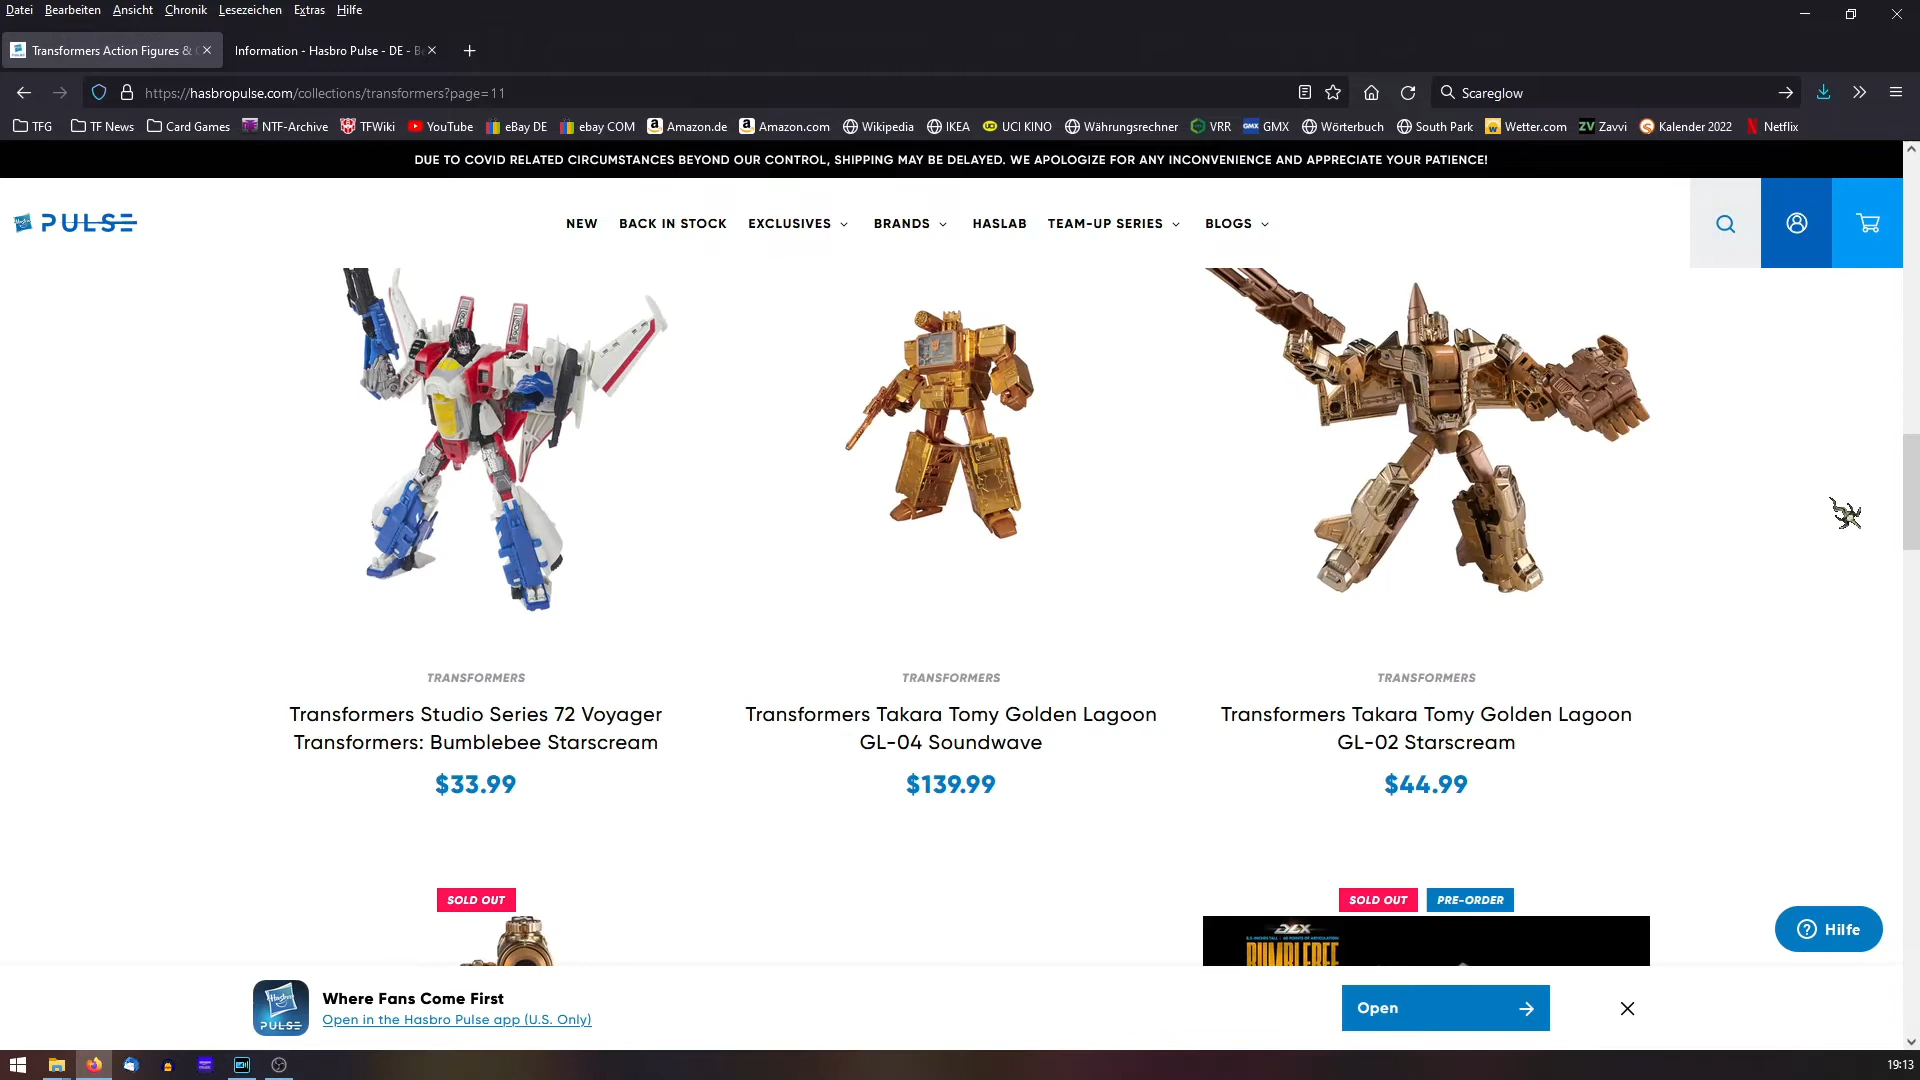 Datei Bearbeiten Ansicht Chronik Lesezeichen Extras Hilfe
Transformers Action Figures &
Information - Hasbro Pulse - DE - Be
https://hasbropulse.com/collections/transformers?page=11
Scareglow
TFG TF News Card Games NTF-Archive TFWiki YouTube eBay DE ebay COM Amazon.de Amazon.com Wikipedia IKEA UCI KINO Währungsrechner VRR GMX Wörterbuch South Park Wetter.com Zavvi Kalender 2022 Netflix
DUE TO COVID RELATED CIRCUMSTANCES BEYOND OUR CONTROL, SHIPPING MAY BE DELAYED. WE APOLOGIZE FOR ANY INCONVENIENCE AND APPRECIATE YOUR PATIENCE!
Hasbro PULSE
NEW BACK IN STOCK EXCLUSIVES BRANDS HASLAB TEAM-UP SERIES BLOGS
TRANSFORMERS
Transformers Studio Series 72 Voyager
Transformers: Bumblebee Starscream
$33.99
TRANSFORMERS
Transformers Takara Tomy Golden Lagoon
GL-04 Soundwave
$139.99
TRANSFORMERS
Transformers Takara Tomy Golden Lagoon
GL-02 Starscream
$44.99
SOLD OUT
SOLD OUT PRE-ORDER
DLX
BUMBLEBEE
Hilfe
Hasbro
PULSE
Where Fans Come First
Open in the Hasbro Pulse app (U.S. Only)
Open
19:13